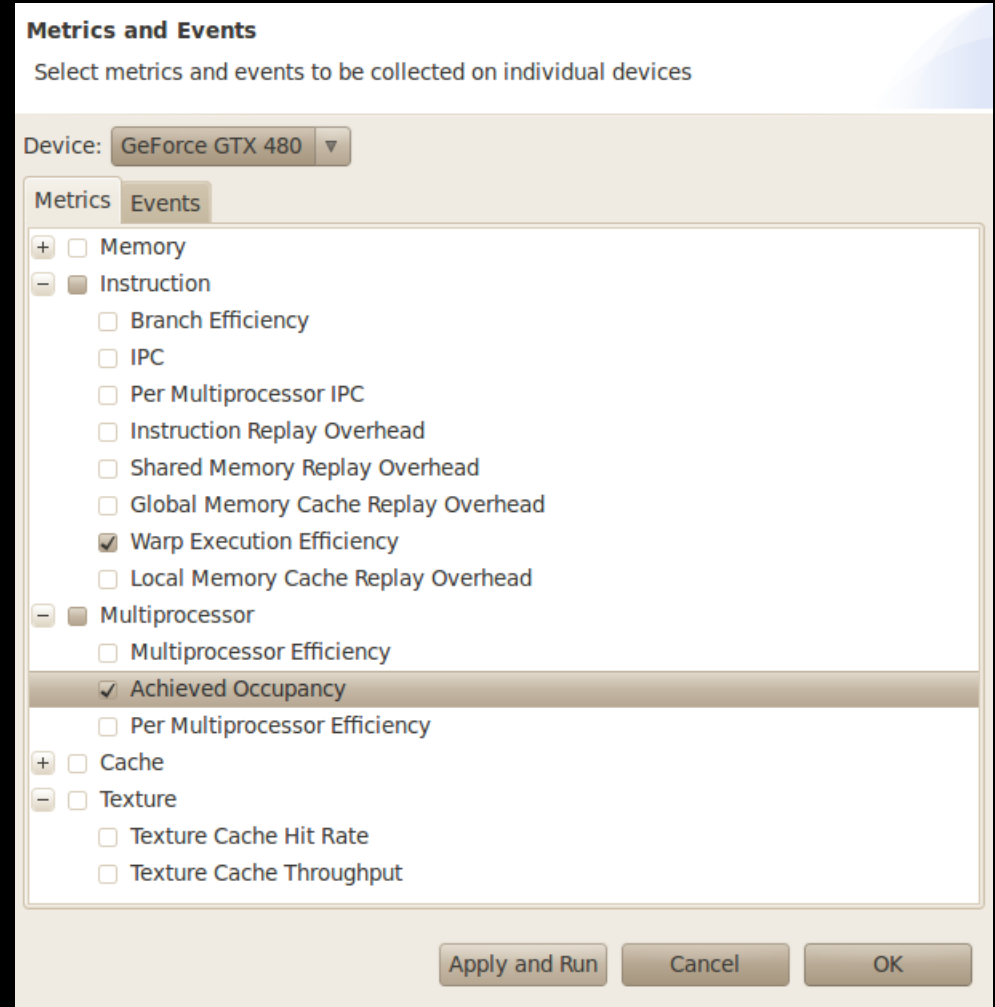 Metrics and Events
Select metrics and events to be collected on individual devices
Device: GeForce GTX 480
Metrics Events
Memory
Instruction
Branch Efficiency
IPC
Per Multiprocessor IPC
Instruction Replay Overhead
Shared Memory Replay Overhead
Global Memory Cache Replay Overhead
Warp Execution Efficiency
Local Memory Cache Replay Overhead
Multiprocessor
Multiprocessor Efficiency
Achieved Occupancy
Per Multiprocessor Efficiency
Cache
Texture
Texture Cache Hit Rate
Texture Cache Throughput
Apply and Run Cancel OK